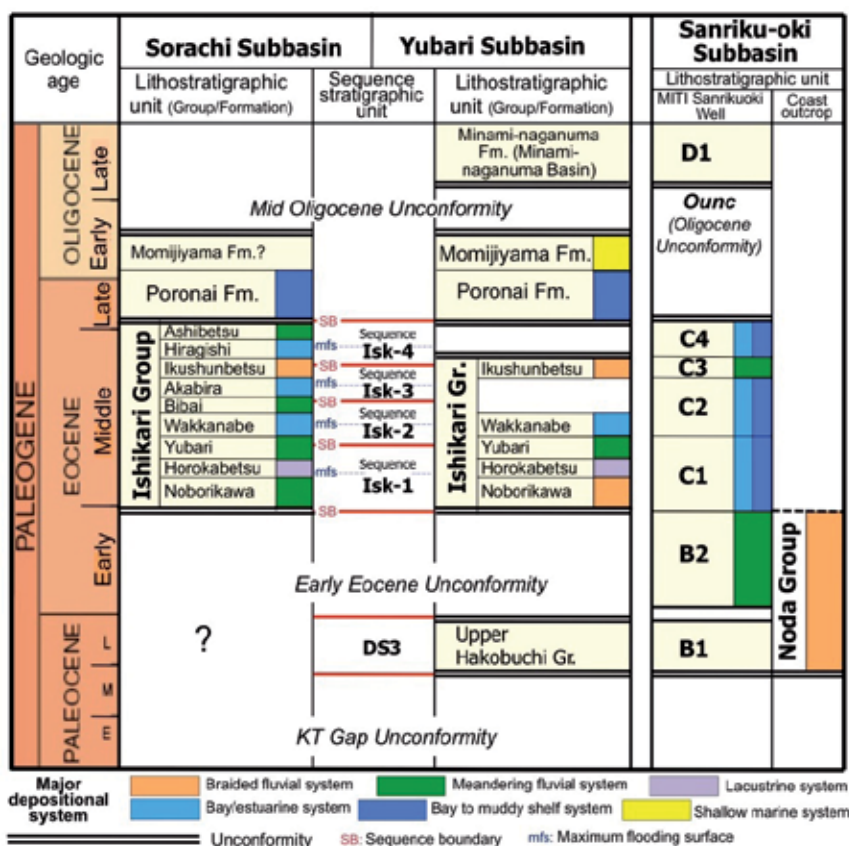 Geologic
age
Sorachi Subbasin
Yubari Subbasin
Sanriku-oki
Subbasin
Lithostratigraphic
unit (Group/Formation)
Sequence
stratigraphic
unit
Lithostratigraphic
unit (Group/Formation)
Lithostratigraphic unit
MITI Sanrikuoki
Well
Coast
outcrop
PALEOGENE
OLIGOCENE
Late
Early
EOCENE
Late
Middle
Early
PALEOCENE
L
M
E
Minami-naganuma
Fm. (Minami-
naganuma Basin)
D1
Mid Oligocene Unconformity
Ounc
(Oligocene
Unconformity)
Momijiyama Fm.?
Momijiyama Fm.
Poronai Fm.
Poronai Fm.
Ishikari Group
Ashibetsu
Hiragishi
Ikushunbetsu
Akabira
Bibai
Wakkanabe
Yubari
Horokabetsu
Noborikawa
SB
mfs
Sequence
Isk-4
SB
mfs
Sequence
Isk-3
SB
mfs
Sequence
Isk-2
SB
mfs
Sequence
Isk-1
SB
Ishikari Gr.
Ikushunbetsu
Wakkanabe
Yubari
Horokabetsu
Noborikawa
C4
C3
C2
C1
B2
B1
Noda Group
Early Eocene Unconformity
?
DS3
Upper
Hakobuchi Gr.
KT Gap Unconformity
Major
depositional
system
Braided fluvial system
Meandering fluvial system
Lacustrine system
Bay/estuarine system
Bay to muddy shelf system
Shallow marine system
Unconformity
SB: Sequence boundary
mfs: Maximum flooding surface